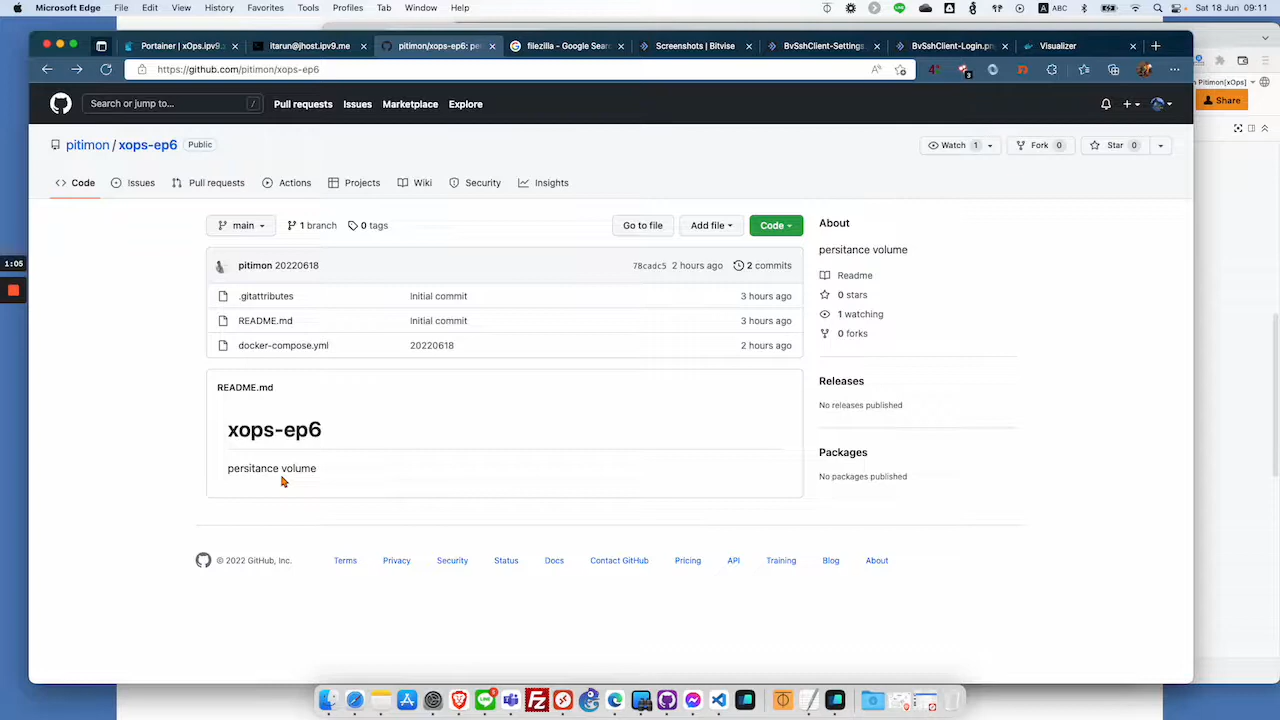 Microsoft Edge File Edit View History Favorites Tools Profiles Tab Window Help ABC Sat 18 Jun 09:11
Portainer | xOps.ipv9. itarun@jhost.ipv9.me pitimon/xops-ep6: pe filezilla - Google Sear Screenshots | Bitvise BvSshClient-Settings BvSshClient-Login.pn Visualizer
https://github.com/pitimon/xops-ep6
Pitimon[xOps]
Search or jump to... / Pull requests Issues Marketplace Explore
Share
pitimon / xops-ep6 Public
Watch 1 Fork 0 Star 0
Code Issues Pull requests Actions Projects Wiki Security Insights
main 1 branch 0 tags Go to file Add file Code
About
persitance volume
Readme
0 stars
1 watching
0 forks
pitimon 20220618 78cadc5 2 hours ago 2 commits
.gitattributes Initial commit 3 hours ago
README.md Initial commit 3 hours ago
docker-compose.yml 20220618 2 hours ago
1:05
Releases
No releases published
Packages
No packages published
README.md
xops-ep6
persitance volume
© 2022 GitHub, Inc. Terms Privacy Security Status Docs Contact GitHub Pricing API Training Blog About